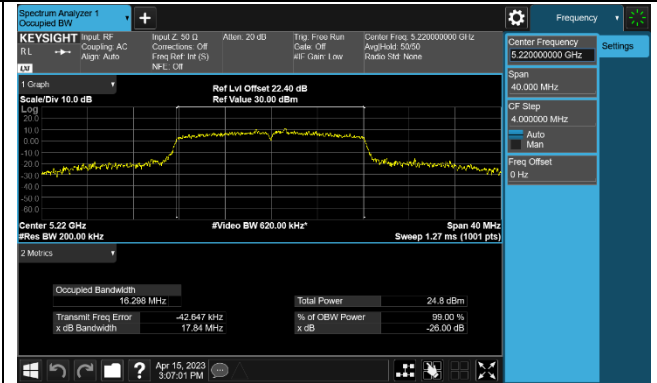 Spectrum Analyzer 1
Occupied BW
+
Frequency
KEYSIGHT
RL
LXI
Input: RF
Coupling: AC
Align: Auto
Input Z: 50 Ω
Corrections: Off
Freq Ref: Int (S)
NFE: Off
Atten: 20 dB
Trig: Free Run
Gate: Off
#IF Gain: Low
Center Freq: 5.220000000 GHz
Avg|Hold: 50/50
Radio Std: None
Center Frequency
5.220000000 GHz
Settings
Span
40.000 MHz
CF Step
4.000000 MHz
Auto
Man
Freq Offset
0 Hz
1 Graph
Scale/Div 10.0 dB
Ref Lvl Offset 22.40 dB
Ref Value 30.00 dBm
Log
20.0
10.0
0.00
-10.0
-20.0
-30.0
-40.0
-50.0
-60.0
Center 5.22 GHz
#Res BW 200.00 kHz
#Video BW 620.00 kHz*
Span 40 MHz
Sweep 1.27 ms (1001 pts)
2 Metrics
Occupied Bandwidth
16.298 MHz
Total Power 24.8 dBm
Transmit Freq Error -42.647 kHz
% of OBW Power 99.00 %
x dB Bandwidth 17.84 MHz
x dB -26.00 dB
?
Apr 15, 2023
3:07:01 PM